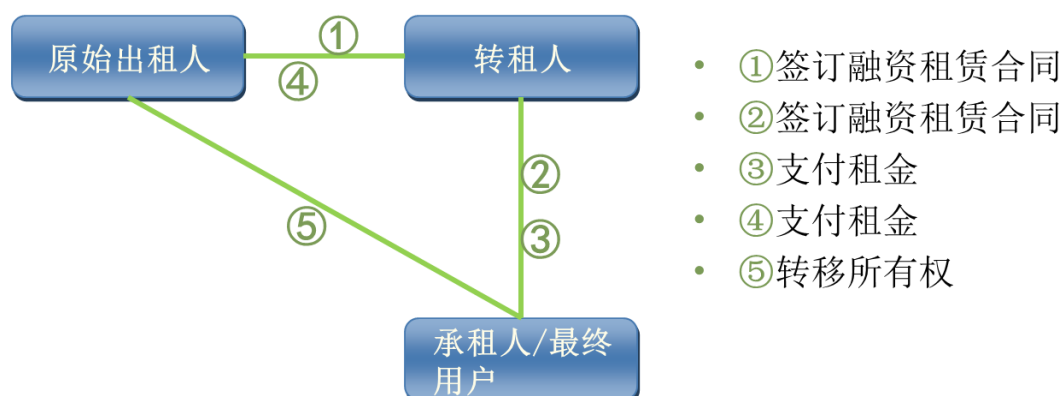 原始出租人
①
④
转租人
②
③
⑤
承租人/最终
用户
• ①签订融资租赁合同
• ②签订融资租赁合同
• ③支付租金
• ④支付租金
• ⑤转移所有权